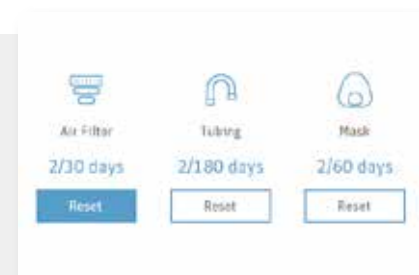 Air Filter Tubing Mask
2/30 days 2/180 days 2/60 days
Reset Reset Reset